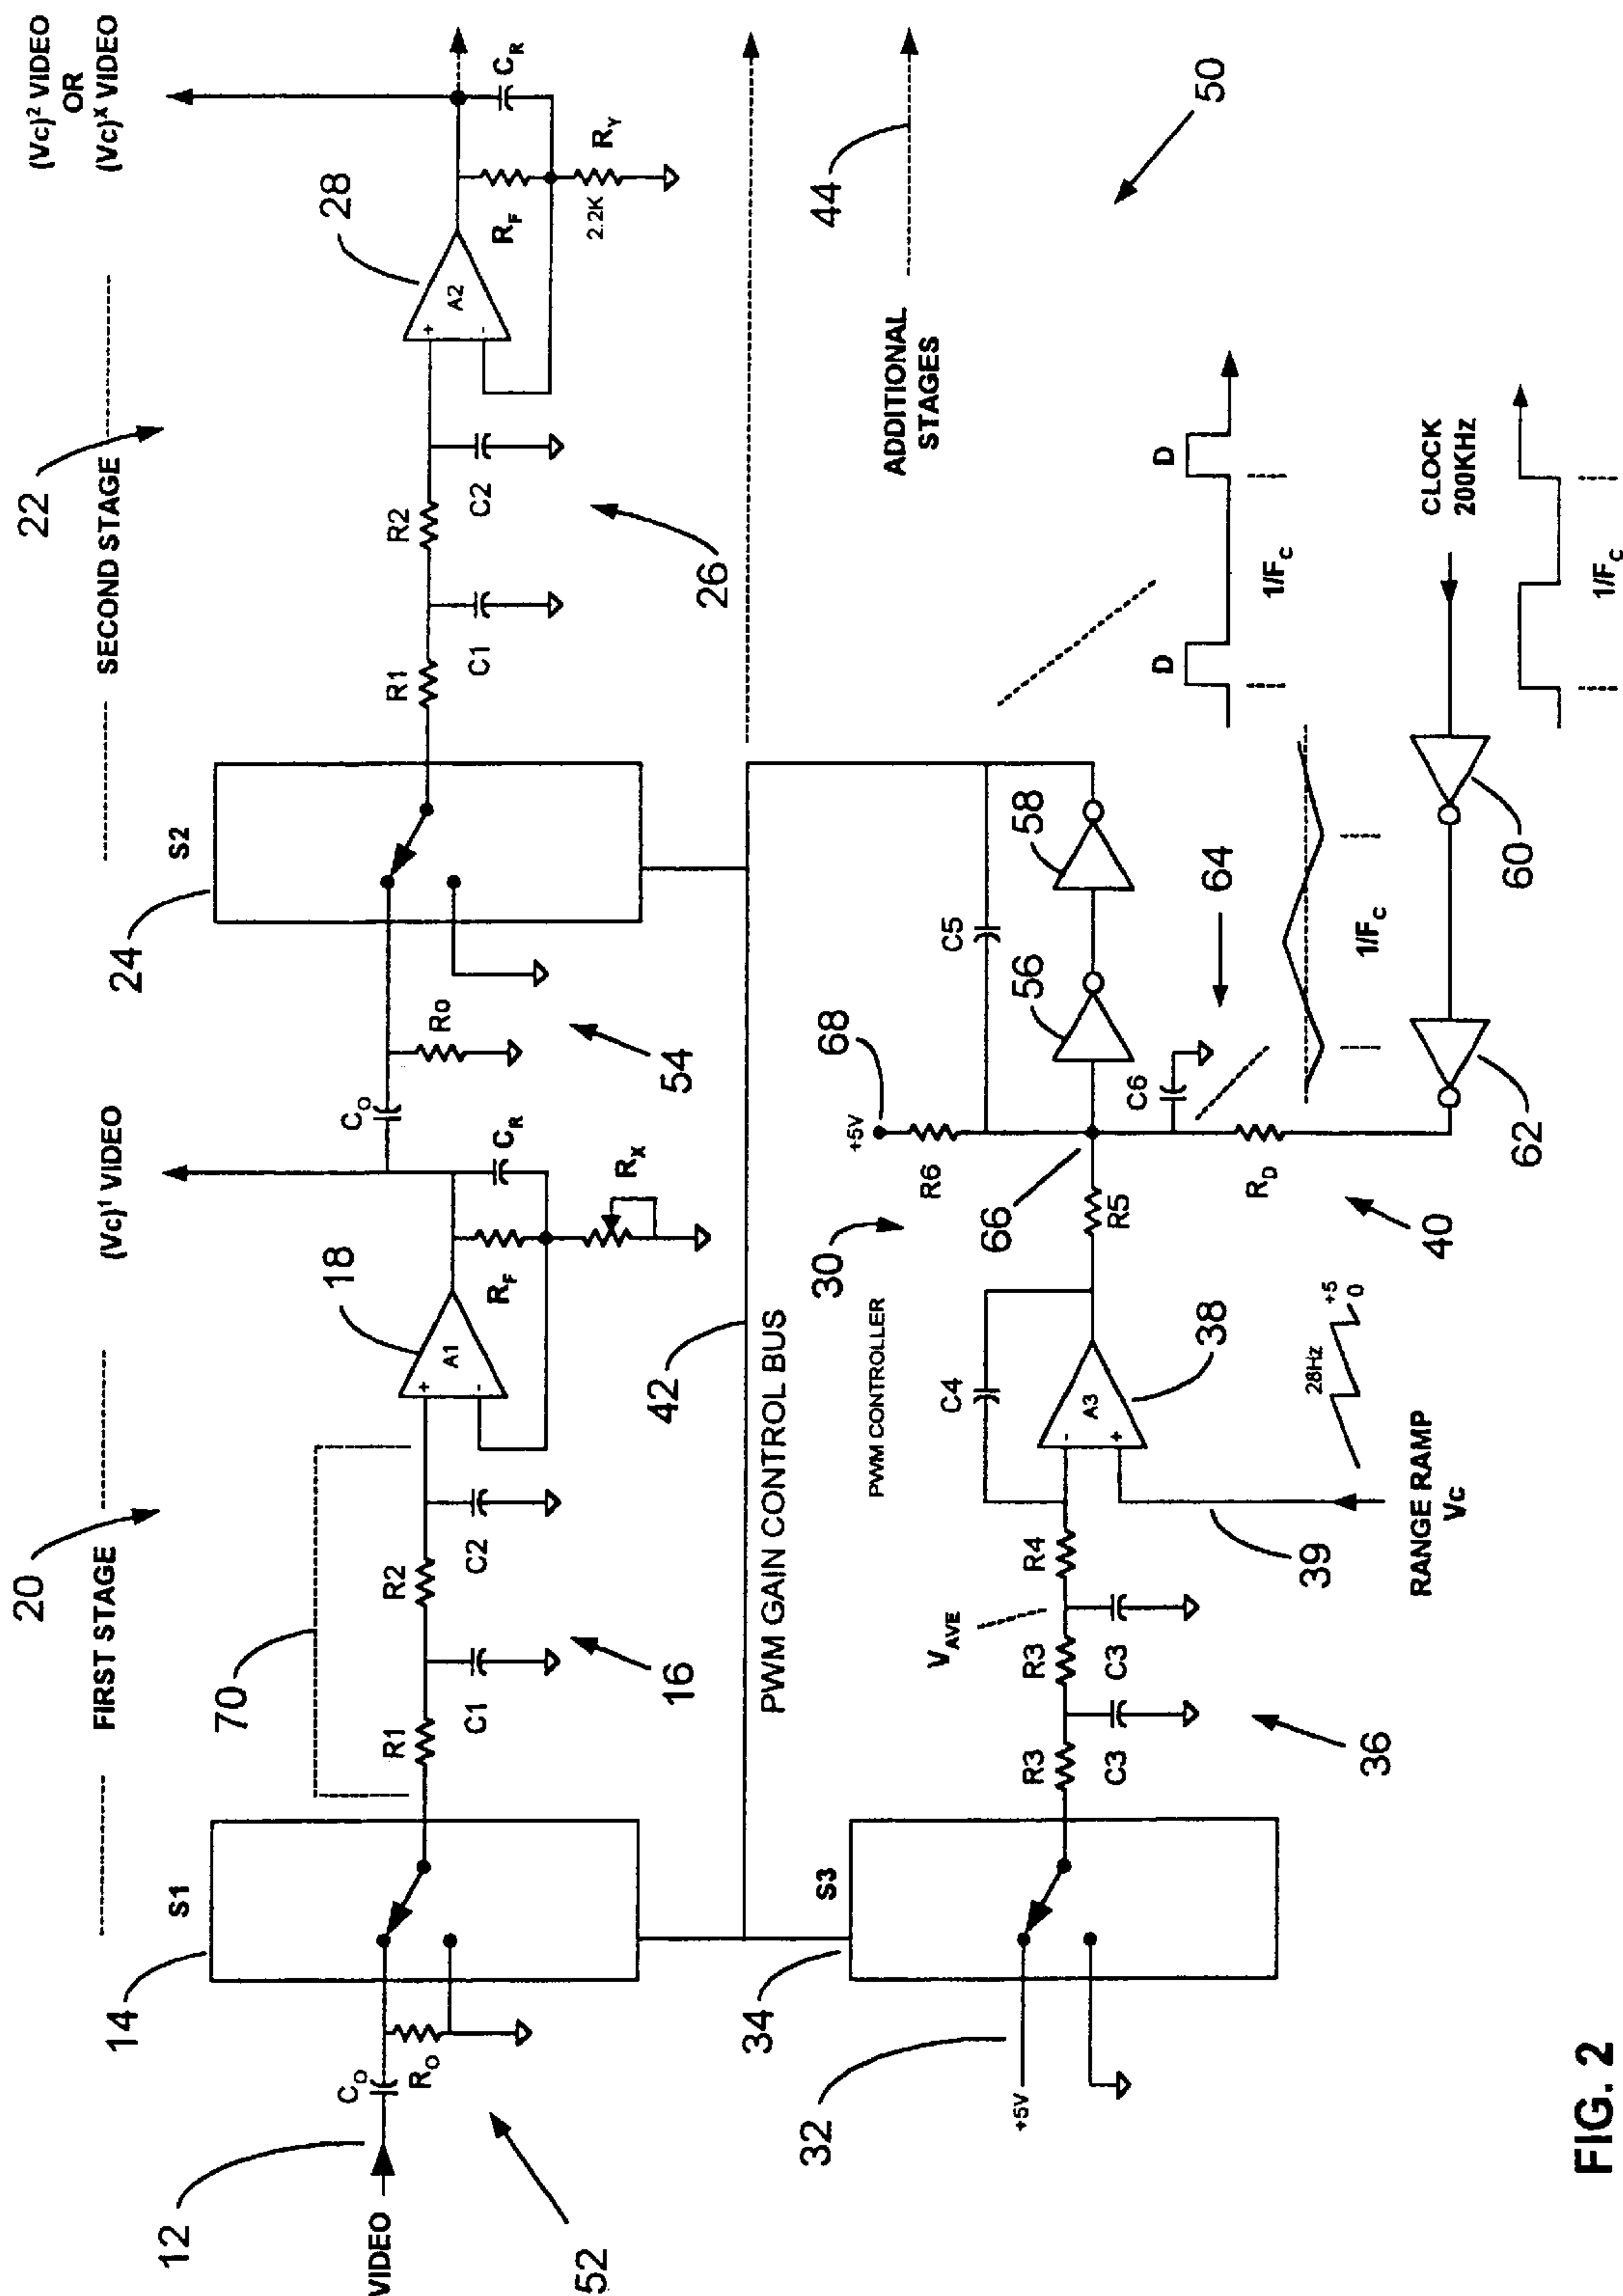 20
22
FIRST STAGE
SECOND STAGE
(Vc)¹ VIDEO
(Vc)² VIDEO
OR
(Vc)ˣ VIDEO
12
VIDEO
52
C_O
R_O
14
S1
70
R1
C1
R2
C2
16
18
A1
+
-
R_F
C_R
R_X
C_O
Ro
54
24
S2
R1
C1
R2
C2
26
28
A2
+
-
R_F
C_R
R_Y
2.2K
42
PWM GAIN CONTROL BUS
44
ADDITIONAL
STAGES
50
32
+5V
34
S3
R3
C3
R3
C3
V_AVE
R4
36
PWM CONTROLLER
30
C4
A3
-
+
38
39
RANGE RAMP
Vc
28Hz
+5
0
R5
66
68
+5V
R6
C5
56
58
C6
64
R_D
40
62
60
CLOCK
200KHz
D
D
1/F_C
1/F_C
1/F_C
FIG. 2